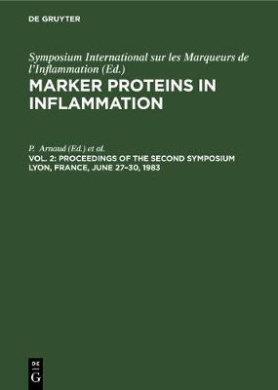 DE GRUYTER
Symposium International sur les Marqueurs de
l'Inflammation (Ed.)
MARKER PROTEINS IN
INFLAMMATION
P. Arnaud (Ed.) et al.
VOL. 2: PROCEEDINGS OF THE SECOND SYMPOSIUM
LYON, FRANCE, JUNE 27–30, 1983
DE
G